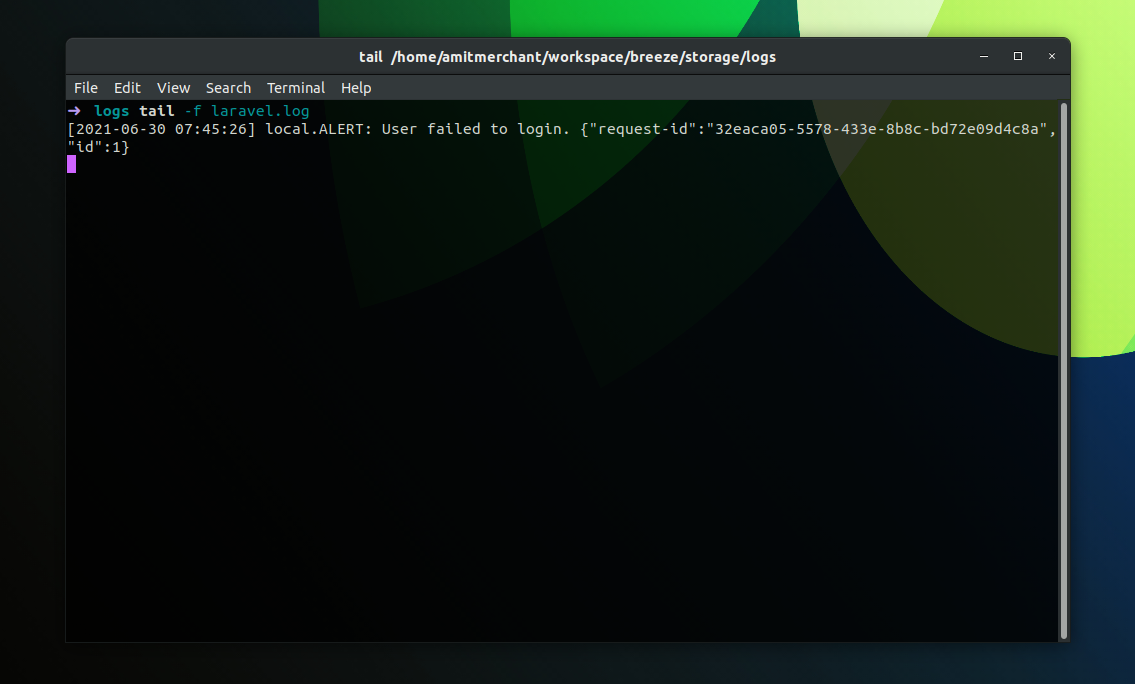 tail /home/amitmerchant/workspace/breeze/storage/logs
File Edit View Search Terminal Help
➜ logs tail -f laravel.log
[2021-06-30 07:45:26] local.ALERT: User failed to login. {"request-id":"32eaca05-5578-433e-8b8c-bd72e09d4c8a",
"id":1}